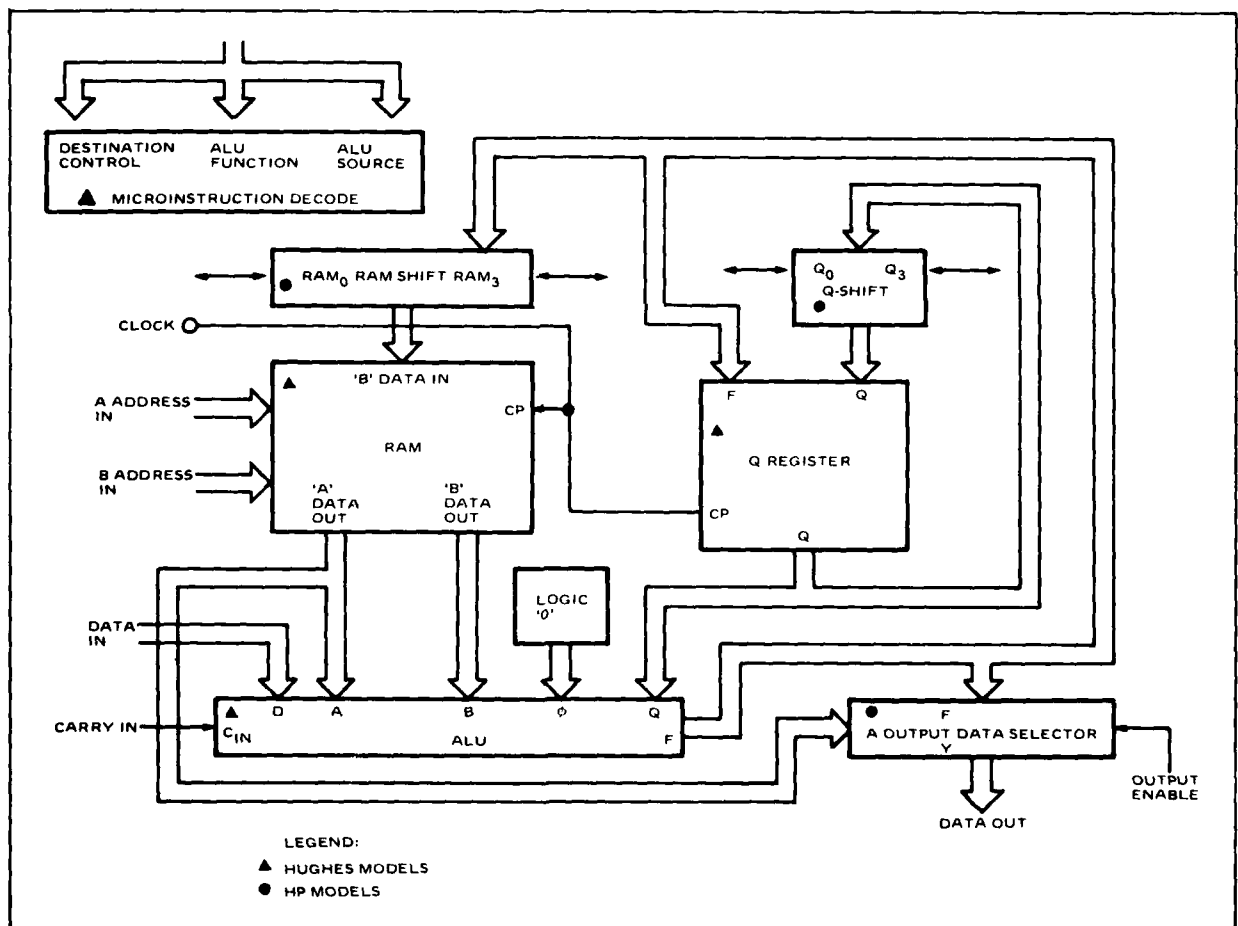 DESTINATION CONTROL
ALU FUNCTION
ALU SOURCE
▲ MICROINSTRUCTION DECODE
RAM0 RAM SHIFT RAM3
●
Q0 Q3
Q-SHIFT
●
CLOCK
▲
'B' DATA IN
A ADDRESS
IN
CP
RAM
B ADDRESS
IN
'A'
DATA
OUT
'B'
DATA
OUT
F Q
▲
Q REGISTER
CP
Q
LOGIC
'0'
DATA
IN
CARRY IN
▲ D A B ∅ Q
CIN
ALU
F
● F
A OUTPUT DATA SELECTOR
Y
OUTPUT
ENABLE
DATA OUT
LEGEND:
▲ HUGHES MODELS
● HP MODELS